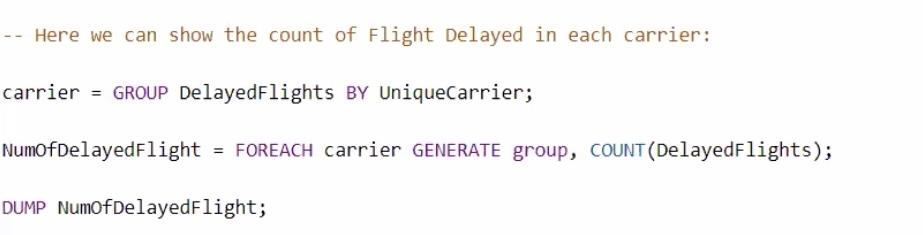 -- Here we can show the count of Flight Delayed in each carrier:
carrier = GROUP DelayedFlights BY UniqueCarrier;
NumOfDelayedFlight = FOREACH carrier GENERATE group, COUNT(DelayedFlights);
DUMP NumOfDelayedFlight;